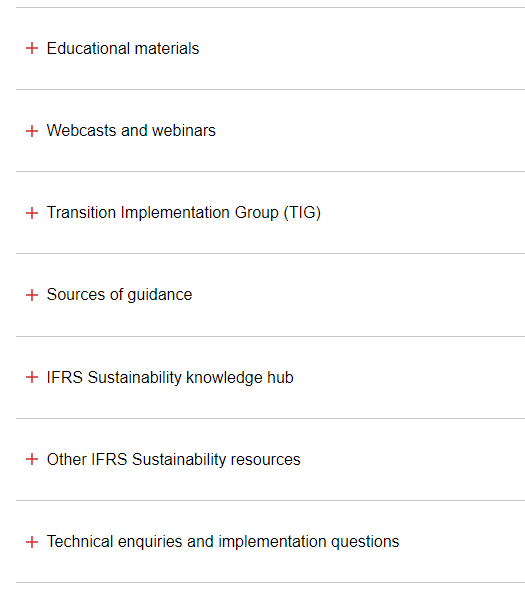 Educational materials
Webcasts and webinars
Transition Implementation Group (TIG)
Sources of guidance
IFRS Sustainability knowledge hub
Other IFRS Sustainability resources
Technical enquiries and implementation questions